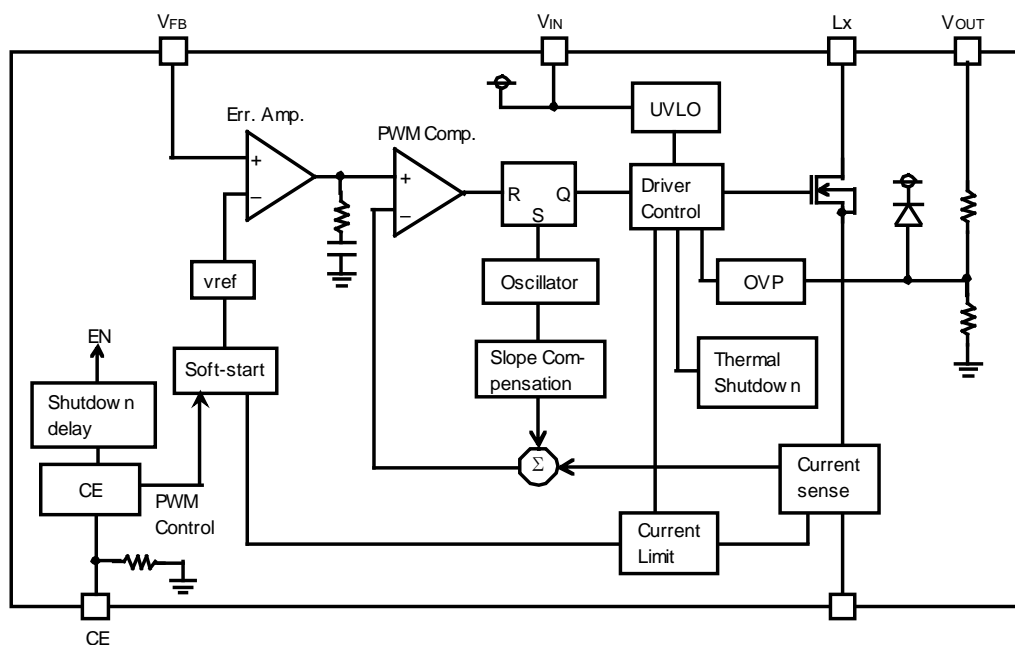 VFB
VIN
Lx
VOUT
Err. Amp.
UVLO
PWM Comp.
+
−
+
−
R
Q
S
Driver
Control
vref
Oscillator
OVP
EN
Soft-start
Slope Com-
pensation
Thermal
Shutdow n
Shutdow n
delay
CE
PWM
Control
Σ
Current
sense
Current
Limit
CE